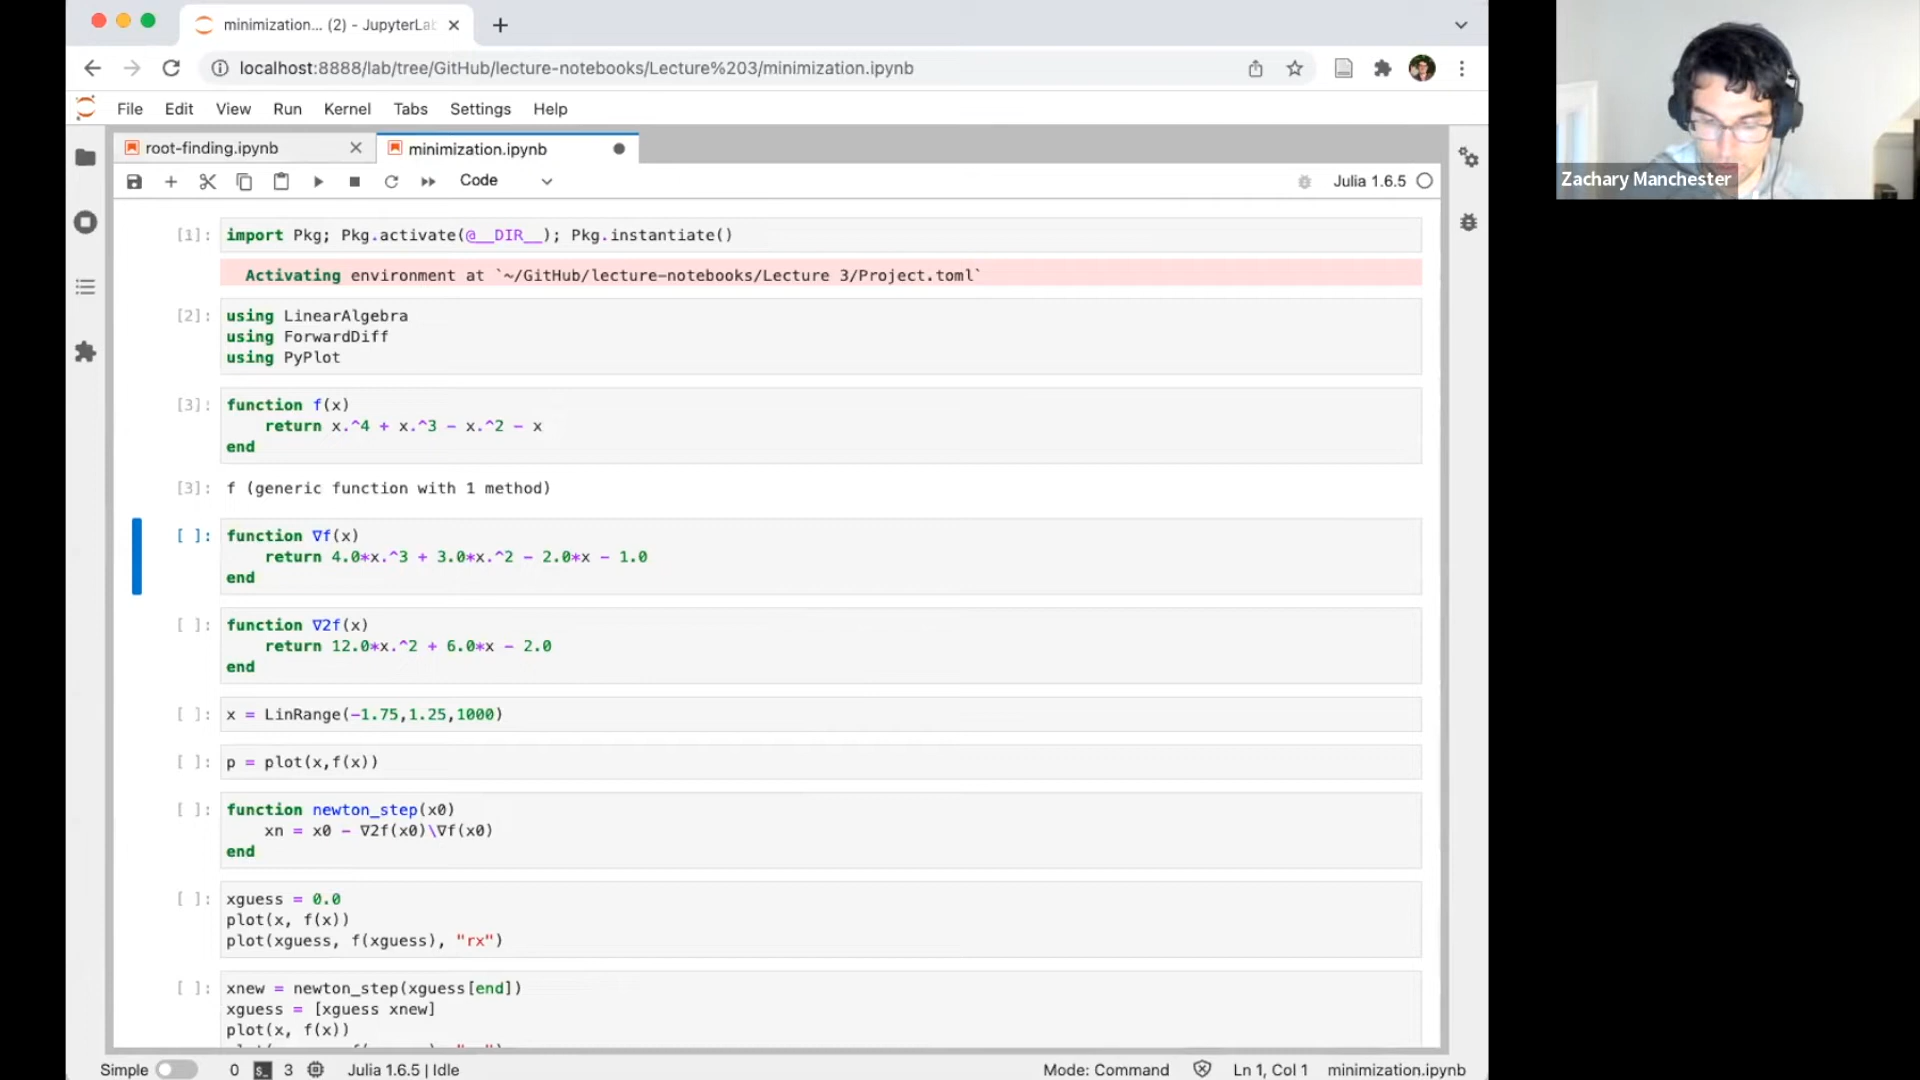 minimization... (2) - JupyterLab
localhost:8888/lab/tree/GitHub/lecture-notebooks/Lecture%203/minimization.ipynb
File Edit View Run Kernel Tabs Settings Help
root-finding.ipynb
minimization.ipynb
Code
Julia 1.6.5
Zachary Manchester
[1]: import Pkg; Pkg.activate(@__DIR__); Pkg.instantiate()
Activating environment at `~/GitHub/lecture-notebooks/Lecture 3/Project.toml`
[2]: using LinearAlgebra
using ForwardDiff
using PyPlot
[3]: function f(x)
return x.^4 + x.^3 - x.^2 - x
end
[3]: f (generic function with 1 method)
[ ]: function ∇f(x)
return 4.0*x.^3 + 3.0*x.^2 - 2.0*x - 1.0
end
[ ]: function ∇2f(x)
return 12.0*x.^2 + 6.0*x - 2.0
end
[ ]: x = LinRange(-1.75,1.25,1000)
[ ]: p = plot(x,f(x))
[ ]: function newton_step(x0)
xn = x0 - ∇2f(x0)\∇f(x0)
end
[ ]: xguess = 0.0
plot(x, f(x))
plot(xguess, f(xguess), "rx")
[ ]: xnew = newton_step(xguess[end])
xguess = [xguess xnew]
plot(x, f(x))
Simple 0 3 Julia 1.6.5 | Idle
Mode: Command Ln 1, Col 1 minimization.ipynb